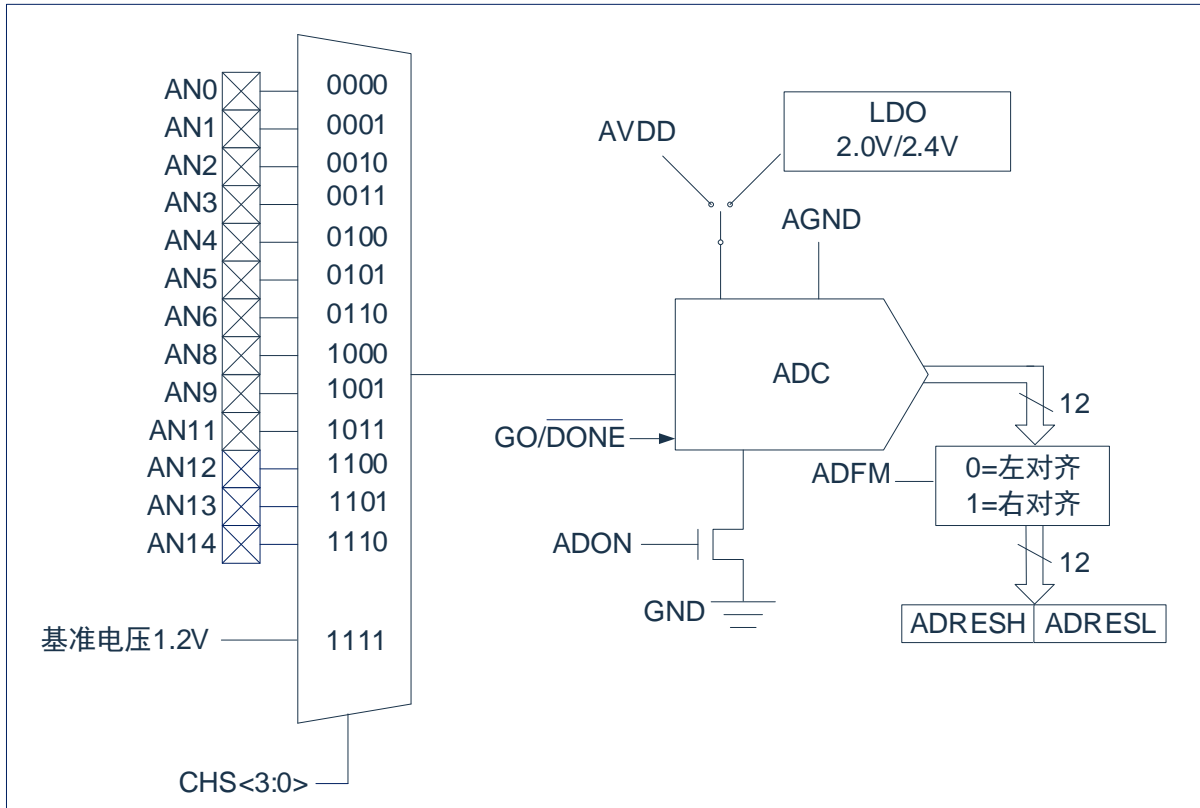 AN0
0000
AN1
0001
AN2
0010
AN3
0011
AN4
0100
AN5
0101
AN6
0110
AN8
1000
AN9
1001
AN11
1011
AN12
1100
AN13
1101
AN14
1110
基准电压1.2V
1111
CHS<3:0>
AVDD
LDO
2.0V/2.4V
AGND
ADC
GO/DONE
12
ADFM
0=左对齐
1=右对齐
ADON
12
GND
ADRESH
ADRESL